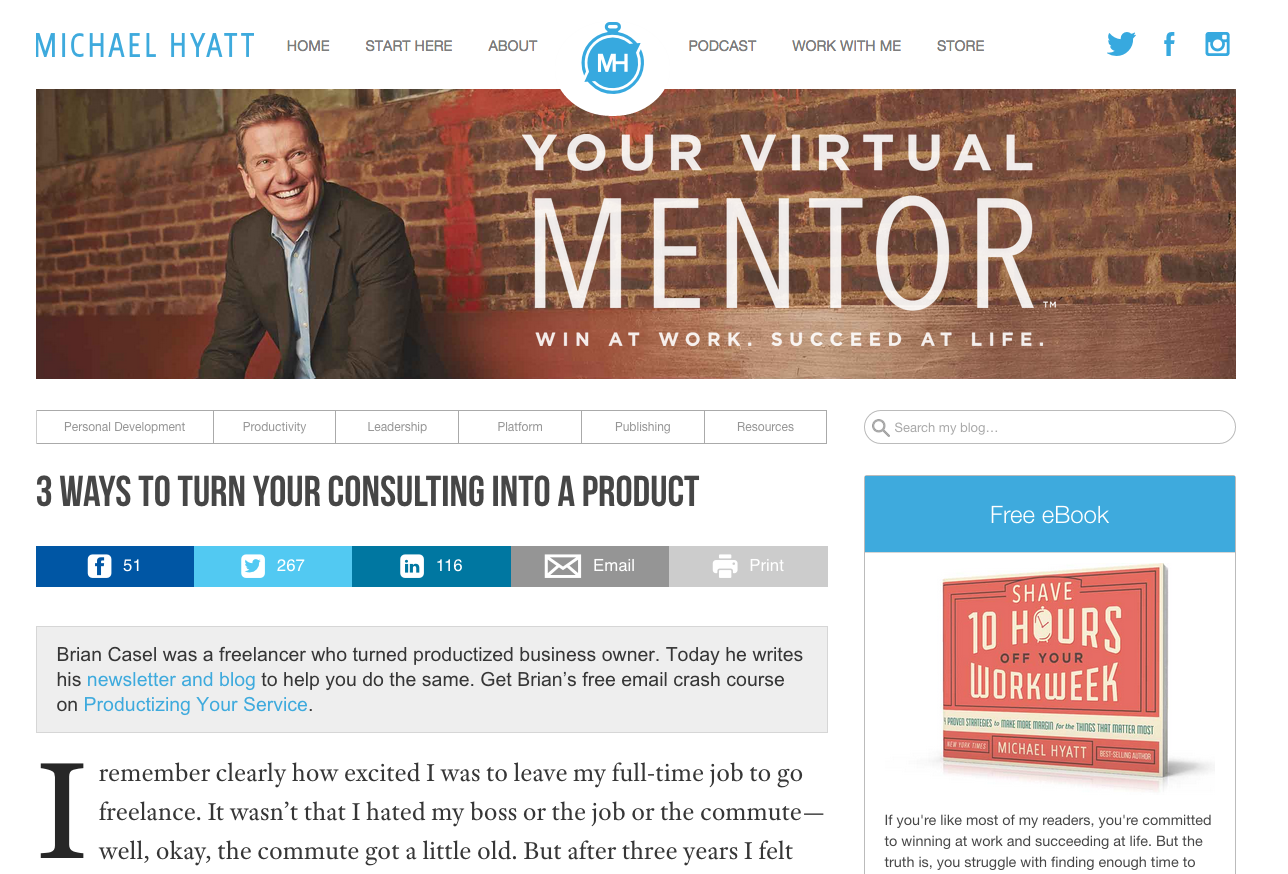 MICHAEL HYATT
HOME
START HERE
ABOUT
MH
PODCAST
WORK WITH ME
STORE
YOUR VIRTUAL
MENTOR™
WIN AT WORK. SUCCEED AT LIFE.
Personal Development
Productivity
Leadership
Platform
Publishing
Resources
Search my blog…
3 WAYS TO TURN YOUR CONSULTING INTO A PRODUCT
51
267
116
Email
Print
Brian Casel was a freelancer who turned productized business owner. Today he writes
his newsletter and blog to help you do the same. Get Brian’s free email crash course
on Productizing Your Service.
I remember clearly how excited I was to leave my full-time job to go
freelance. It wasn’t that I hated my boss or the job or the commute—
well, okay, the commute got a little old. But after three years I felt
Free eBook
SHAVE
10 HOURS
OFF YOUR
WORKWEEK
PROVEN STRATEGIES to MAKE MORE MARGIN for the THINGS THAT MATTER MOST
NEW YORK TIMES
MICHAEL HYATT
BEST-SELLING AUTHOR
If you're like most of my readers, you're committed
to winning at work and succeeding at life. But the
truth is, you struggle with finding enough time to